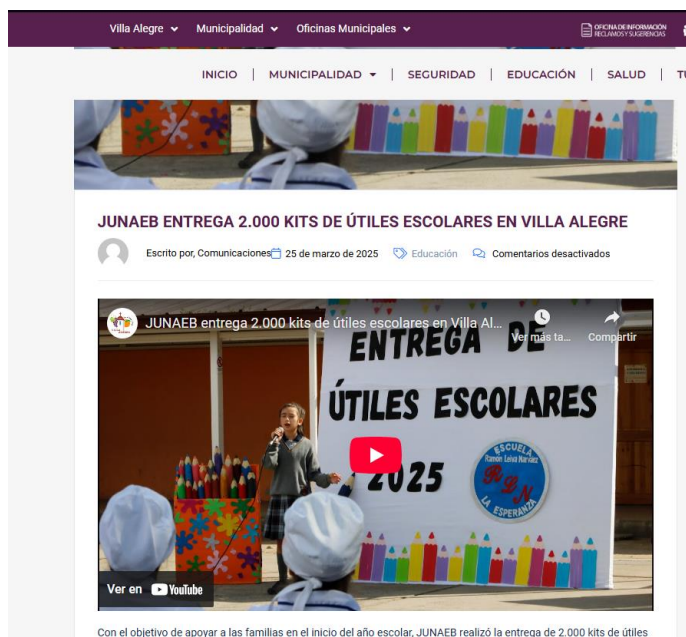 Villa Alegre Municipalidad Oficinas Municipales OFICINA DE INFORMACIÓN
RECLAMOS Y SUGERENCIAS
INICIO | MUNICIPALIDAD | SEGURIDAD | EDUCACIÓN | SALUD | TU
JUNAEB ENTREGA 2.000 KITS DE ÚTILES ESCOLARES EN VILLA ALEGRE
Escrito por, Comunicaciones 25 de marzo de 2025 Educación Comentarios desactivados
JUNAEB entrega 2.000 kits de útiles escolares en Villa Al...
Ver más ta... Compartir
ENTREGA DE
ÚTILES ESCOLARES
2025
ESCUELA
Ramón Leiva Narváez
R L N
LA ESPERANZA
Ver en YouTube
Con el objetivo de apoyar a las familias en el inicio del año escolar, JUNAEB realizó la entrega de 2.000 kits de útiles